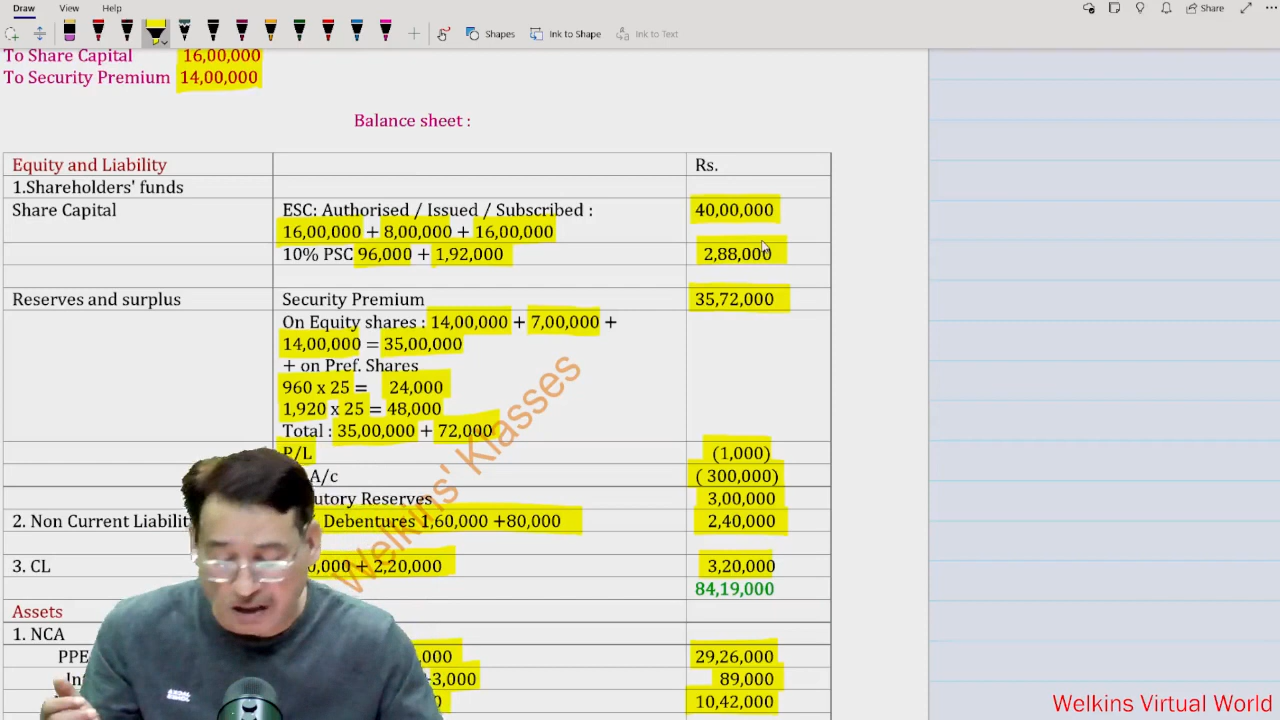 Draw View Help
Share
Shapes Ink to Shape Ink to Text
To Share Capital 16,00,000
To Security Premium 14,00,000
Balance sheet :
Equity and Liability Rs.
1.Shareholders' funds
Share Capital ESC: Authorised / Issued / Subscribed : 40,00,000
16,00,000 + 8,00,000 + 16,00,000
10% PSC 96,000 + 1,92,000 2,88,000
Reserves and surplus Security Premium 35,72,000
On Equity shares : 14,00,000 + 7,00,000 +
14,00,000 = 35,00,000
+ on Pref. Shares
960 x 25 = 24,000
1,920 x 25 = 48,000
Total : 35,00,000 + 72,000
P/L (1,000)
A/c ( 300,000)
utory Reserves 3,00,000
2. Non Current Liabilit Debentures 1,60,000 +80,000 2,40,000
3. CL 0,000 + 2,20,000 3,20,000
84,19,000
Assets
1. NCA
PPE ,000 29,26,000
In +3,000 89,000
0 10,42,000
Welkins' Klasses
Welkins Virtual World